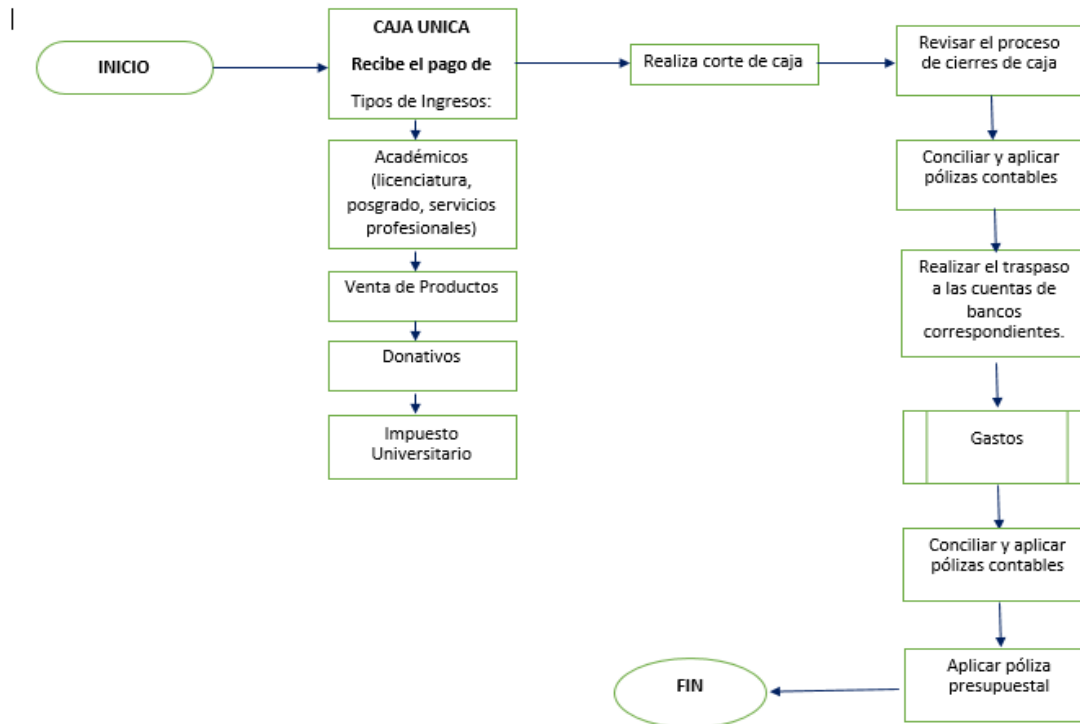 INICIO
CAJA UNICA
Recibe el pago de
Tipos de Ingresos:
Académicos
(licenciatura,
posgrado, servicios
profesionales)
Venta de Productos
Donativos
Impuesto
Universitario
Realiza corte de caja
Revisar el proceso
de cierres de caja
Conciliar y aplicar
pólizas contables
Realizar el traspaso
a las cuentas de
bancos
correspondientes.
Gastos
Conciliar y aplicar
pólizas contables
Aplicar póliza
presupuestal
FIN